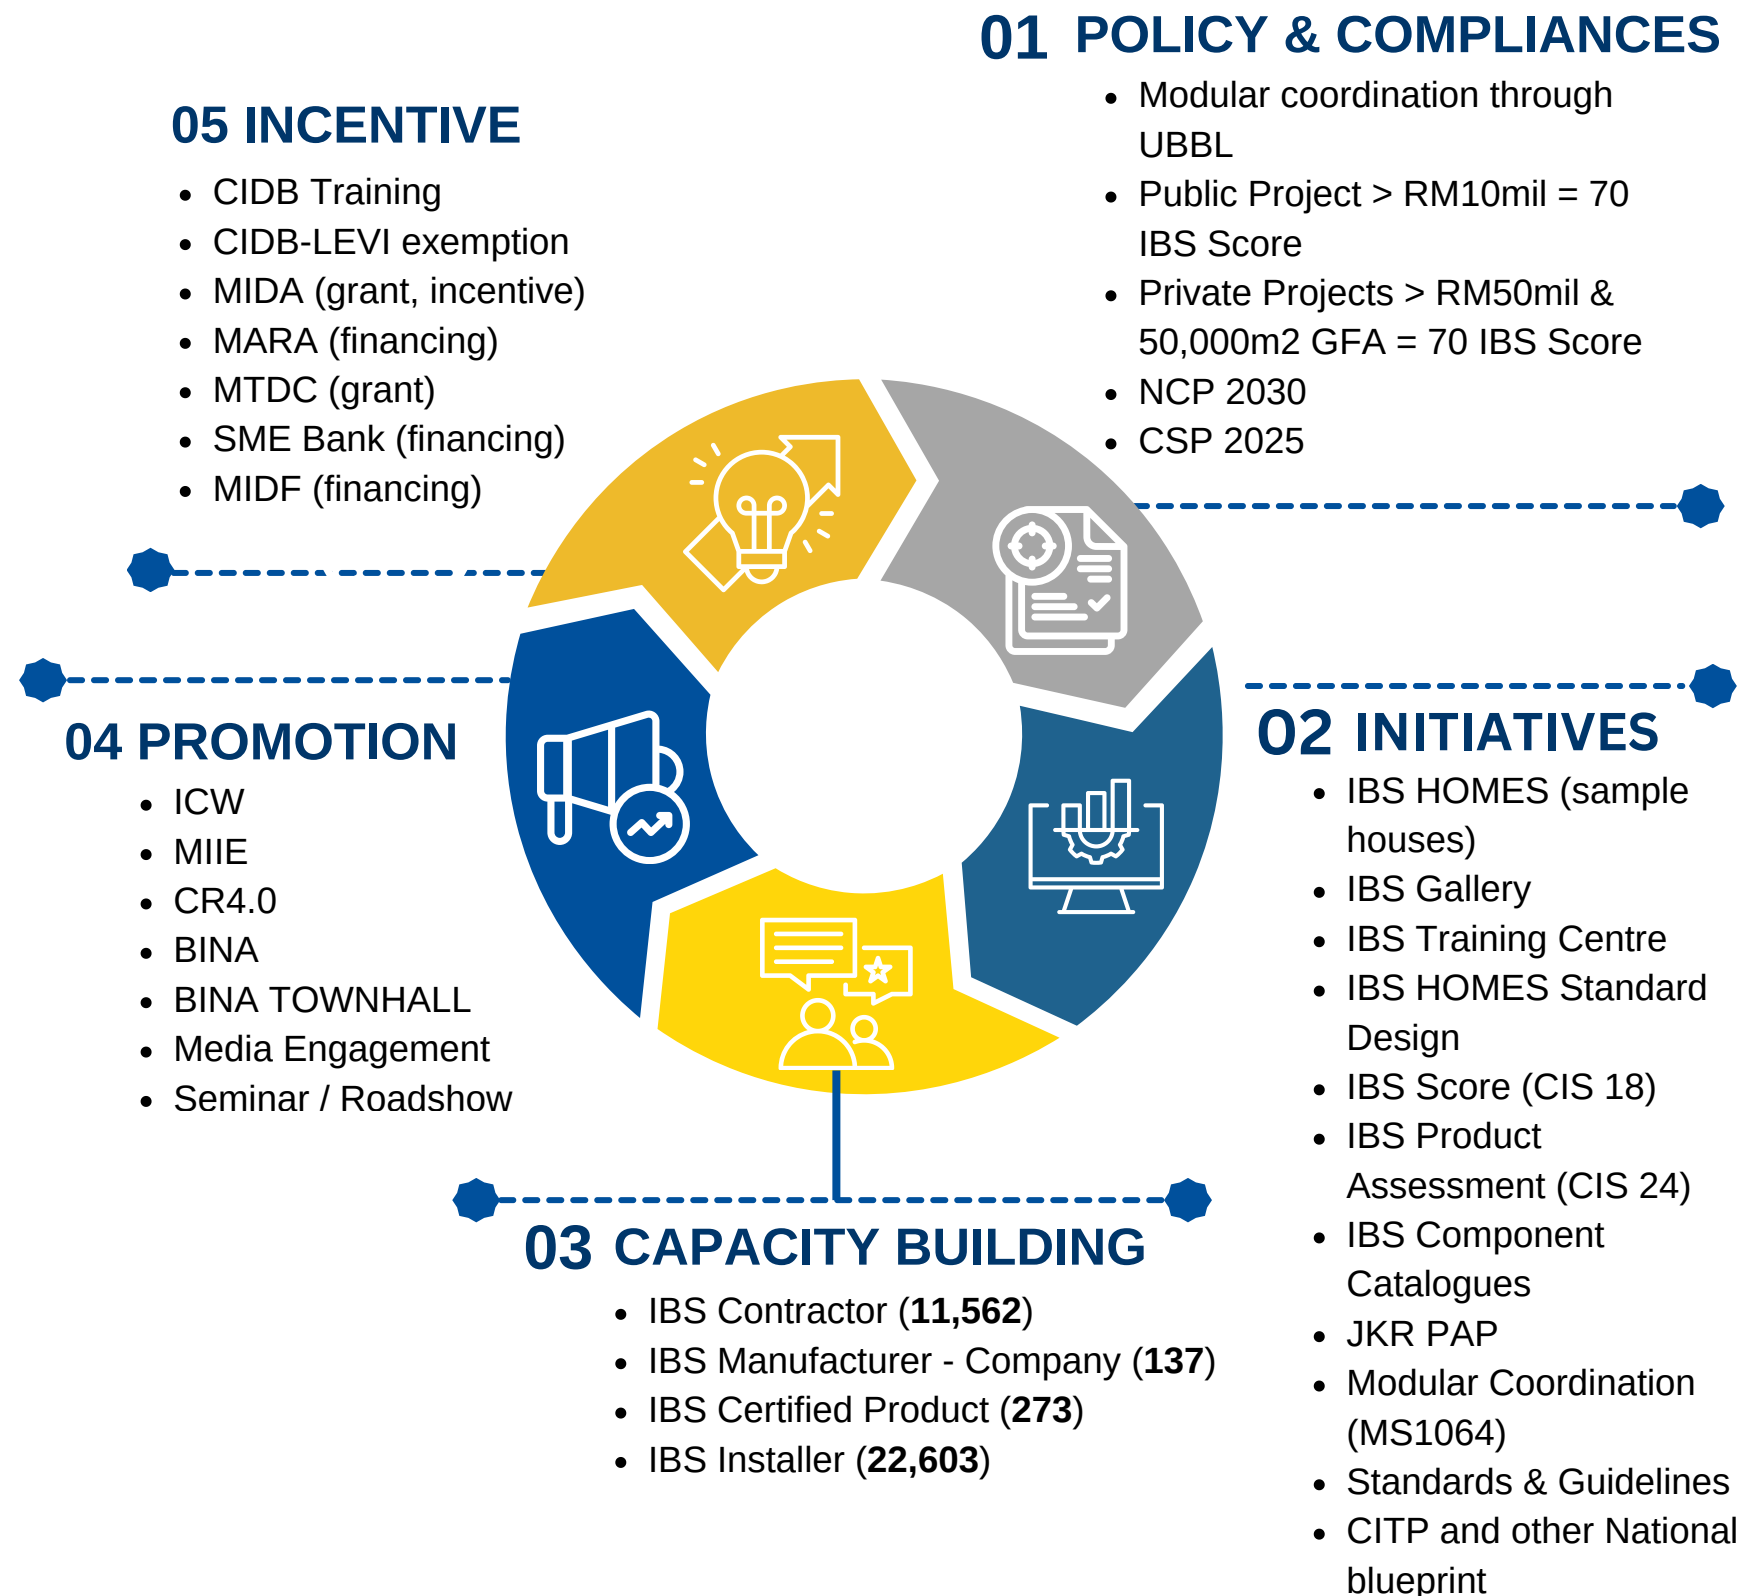 01 POLICY & COMPLIANCES
• Modular coordination through
UBBL
• Public Project > RM10mil = 70
IBS Score
• Private Projects > RM50mil &
50,000m2 GFA = 70 IBS Score
• NCP 2030
• CSP 2025
02 INITIATIVES
• IBS HOMES (sample
houses)
• IBS Gallery
• IBS Training Centre
• IBS HOMES Standard
Design
• IBS Score (CIS 18)
• IBS Product
Assessment (CIS 24)
• IBS Component
Catalogues
• JKR PAP
• Modular Coordination
(MS1064)
• Standards & Guidelines
• CITP and other National
blueprint
03 CAPACITY BUILDING
• IBS Contractor (11,562)
• IBS Manufacturer - Company (137)
• IBS Certified Product (273)
• IBS Installer (22,603)
04 PROMOTION
• ICW
• MIIE
• CR4.0
• BINA
• BINA TOWNHALL
• Media Engagement
• Seminar / Roadshow
05 INCENTIVE
• CIDB Training
• CIDB-LEVI exemption
• MIDA (grant, incentive)
• MARA (financing)
• MTDC (grant)
• SME Bank (financing)
• MIDF (financing)